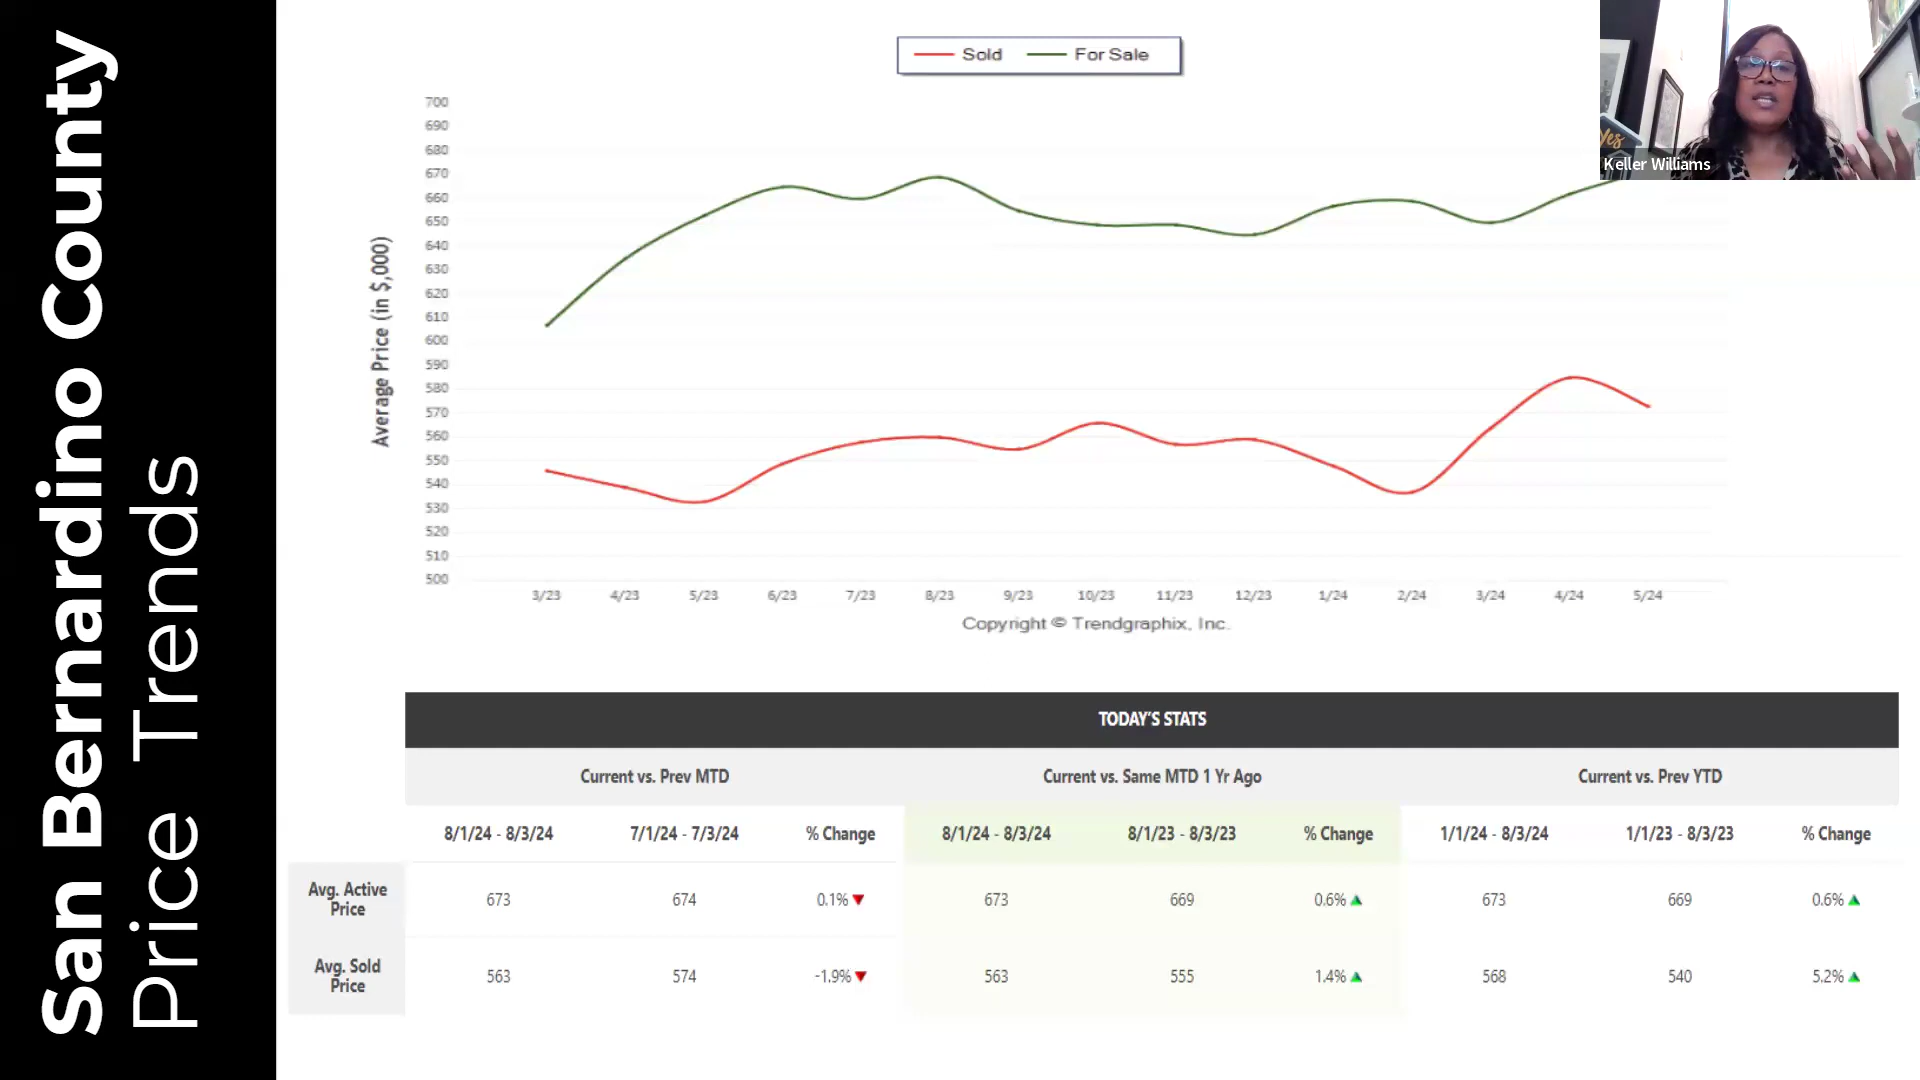 San Bernardino County
Price Trends
Sold For Sale
Yes
Keller Williams
Average Price (in $,000)
700
690
680
670
660
650
640
630
620
610
600
590
580
570
560
550
540
530
520
510
500
3/23 4/23 5/23 6/23 7/23 8/23 9/23 10/23 11/23 12/23 1/24 2/24 3/24 4/24 5/24
Copyright © Trendgraphix, Inc.
TODAY'S STATS
Current vs. Prev MTD Current vs. Same MTD 1 Yr Ago Current vs. Prev YTD
8/1/24 - 8/3/24 7/1/24 - 7/3/24 % Change 8/1/24 - 8/3/24 8/1/23 - 8/3/23 % Change 1/1/24 - 8/3/24 1/1/23 - 8/3/23 % Change
Avg. Active
Price
673 674 0.1% ▼ 673 669 0.6% ▲ 673 669 0.6% ▲
Avg. Sold
Price
563 574 -1.9% ▼ 563 555 1.4% ▲ 568 540 5.2% ▲